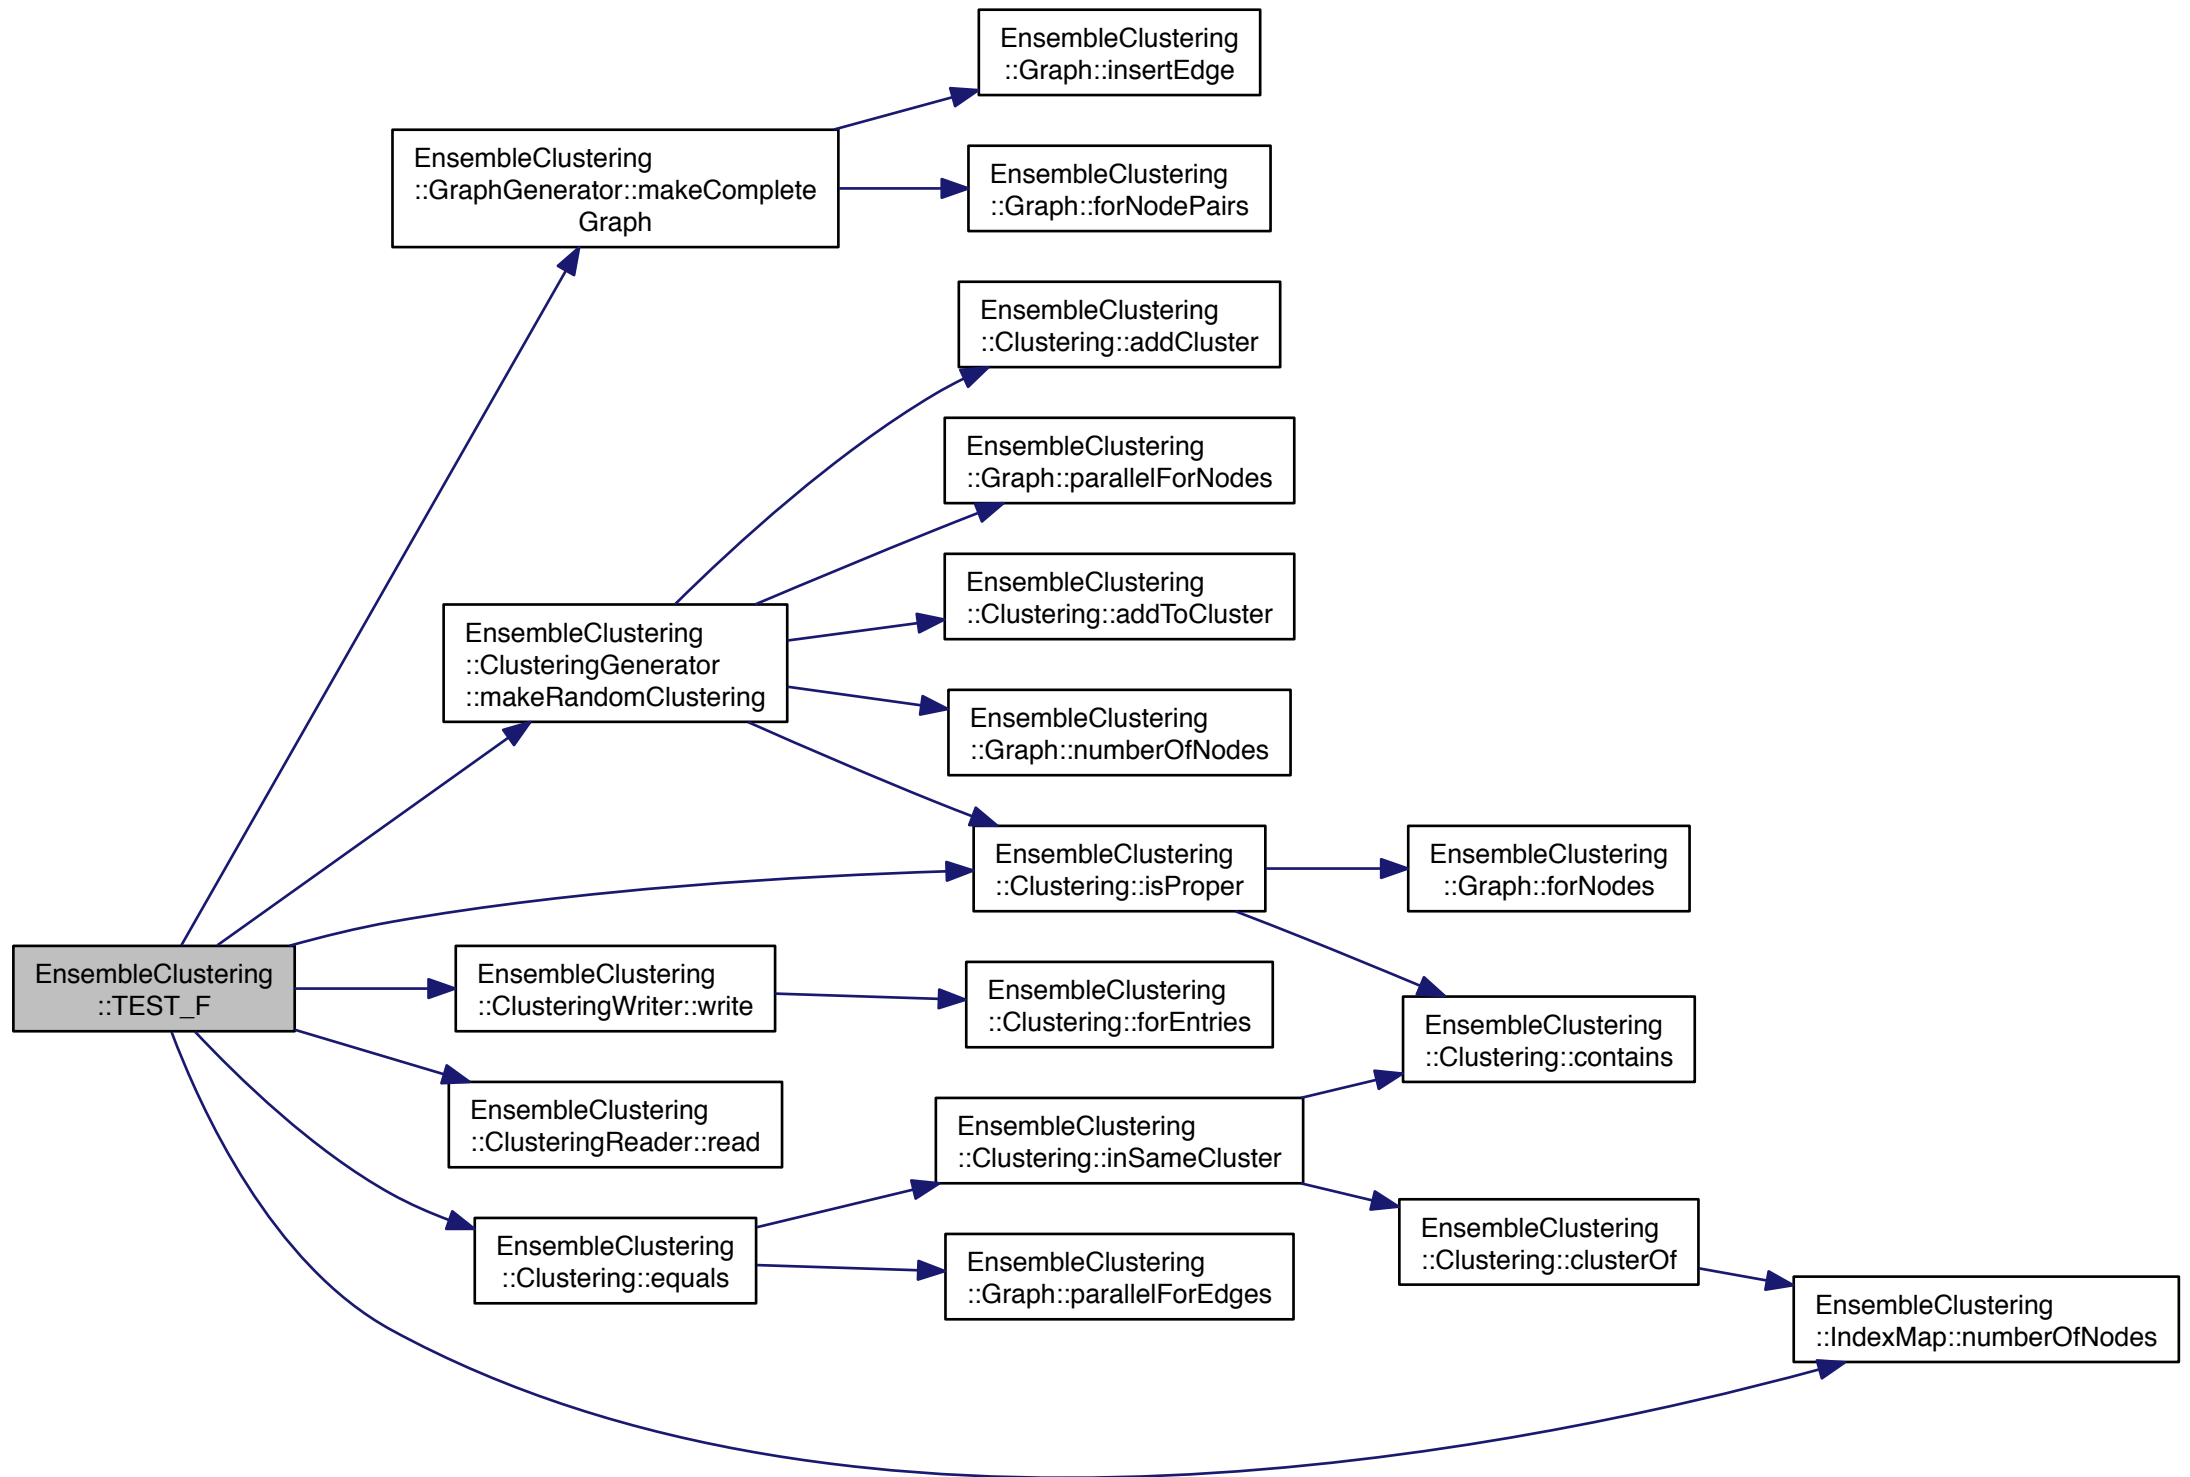 EnsembleClustering
::Graph::insertEdge
EnsembleClustering
::GraphGenerator::makeComplete
Graph
EnsembleClustering
::Graph::forNodePairs
EnsembleClustering
::Clustering::addCluster
EnsembleClustering
::Graph::parallelForNodes
EnsembleClustering
::Clustering::addToCluster
EnsembleClustering
::ClusteringGenerator
::makeRandomClustering
EnsembleClustering
::Graph::numberOfNodes
EnsembleClustering
::Clustering::isProper
EnsembleClustering
::Graph::forNodes
EnsembleClustering
::TEST_F
EnsembleClustering
::ClusteringWriter::write
EnsembleClustering
::Clustering::forEntries
EnsembleClustering
::Clustering::contains
EnsembleClustering
::ClusteringReader::read
EnsembleClustering
::Clustering::inSameCluster
EnsembleClustering
::Clustering::clusterOf
EnsembleClustering
::Clustering::equals
EnsembleClustering
::Graph::parallelForEdges
EnsembleClustering
::IndexMap::numberOfNodes